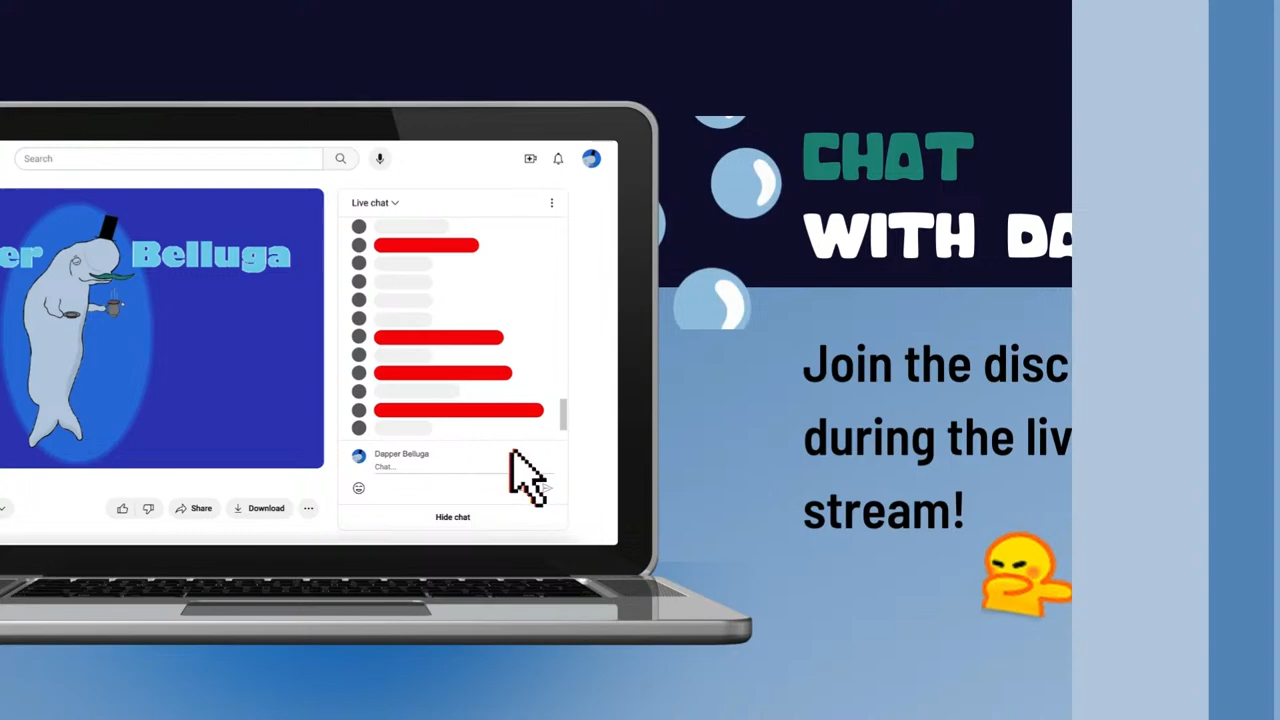 Search
Live chat
er Belluga
Dapper Belluga
Chat...
Share
Download
Hide chat
CHAT
WITH DA
Join the disc
during the liv
stream!